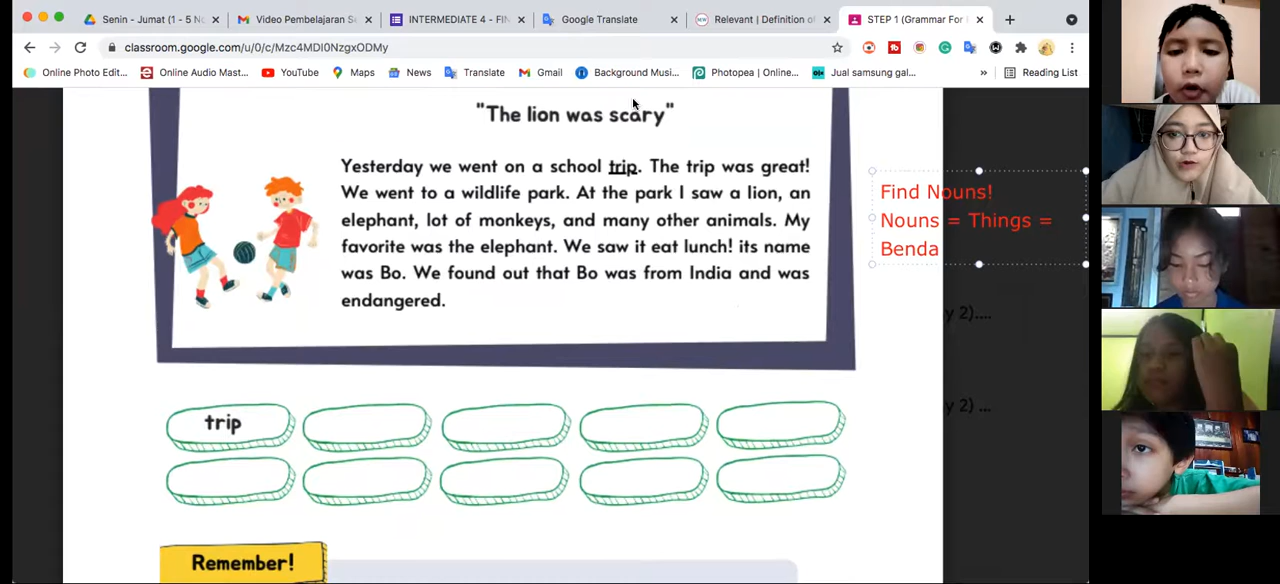 Senin - Jumat (1 - 5 No
Video Pembelajaran Se
INTERMEDIATE 4 - FIN
Google Translate
Relevant | Definition of
STEP 1 (Grammar For
classroom.google.com/u/0/c/Mzc4MDI0NzgxODMy
Online Photo Edit...
Online Audio Mast...
YouTube
Maps
News
Translate
Gmail
Background Musi...
Photopea | Online...
Jual samsung gal...
Reading List
"The lion was scary"
Yesterday we went on a school trip. The trip was great!
We went to a wildlife park. At the park I saw a lion, an
elephant, lot of monkeys, and many other animals. My
favorite was the elephant. We saw it eat lunch! its name
was Bo. We found out that Bo was from India and was
endangered.
Find Nouns!
Nouns = Things =
Benda
y 2)....
y 2) ...
trip
Remember!